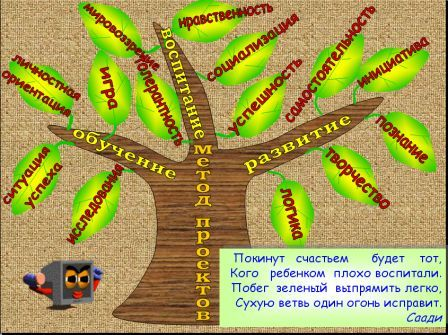 нравственность
мировоззрение
воспитание
социализация
самостоятельность
инициатива
личностная
ориентация
игра
толерантность
успешность
обучение
развитие
познание
ситуация
успеха
исследования
метод проектов
логика
творчество
Покинут счастьем будет тот,
Кого ребенком плохо воспитали.
Побег зеленый выпрямить легко,
Сухую ветвь один огонь исправит.
Саади